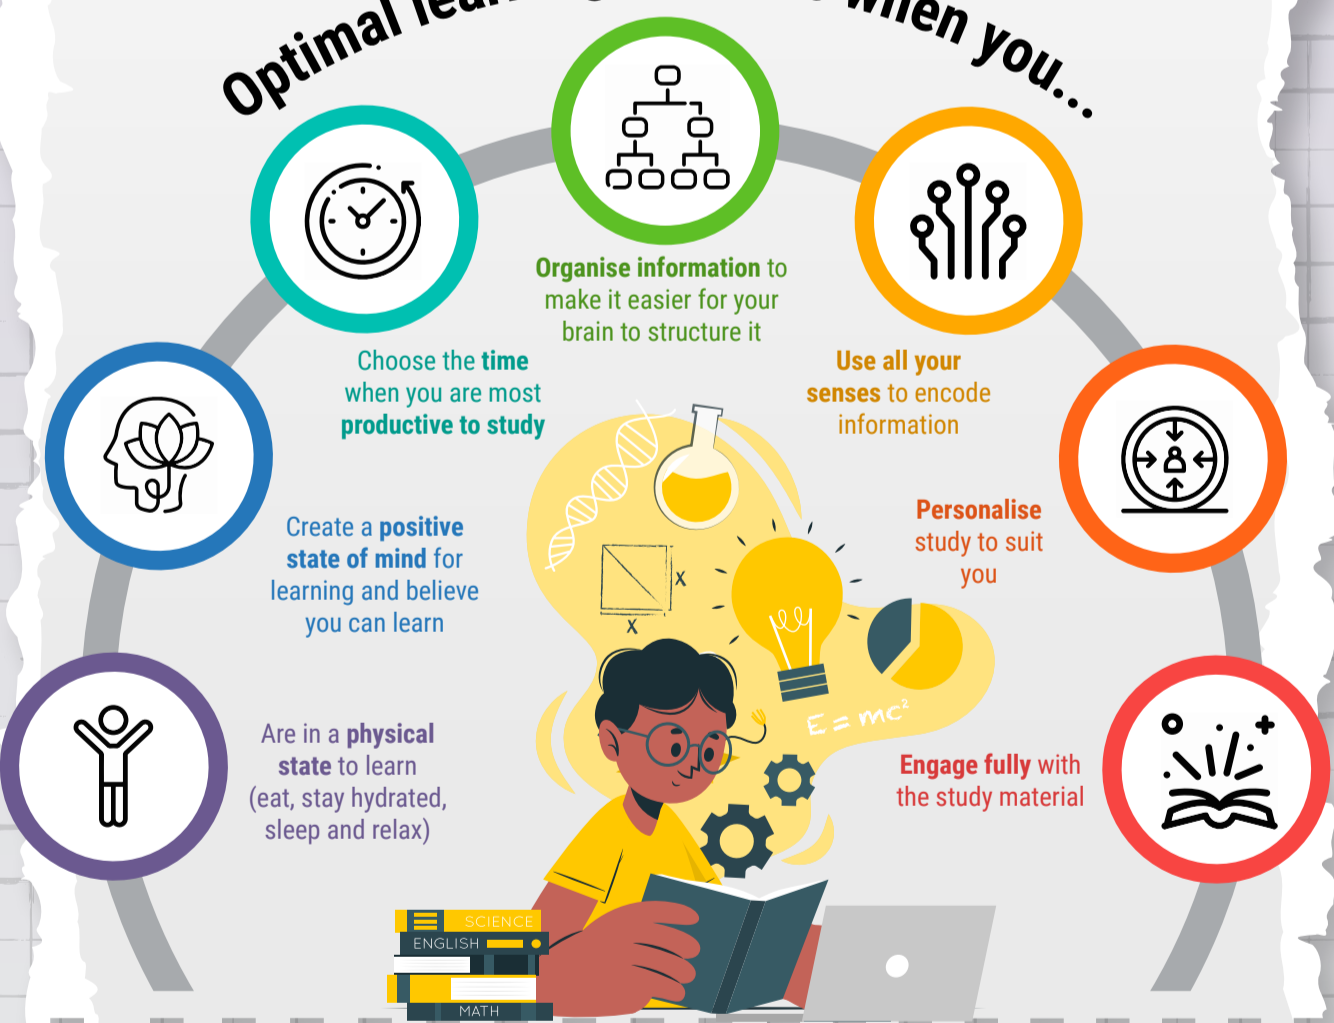 Optimal when you...
Organise information to
make it easier for your
brain to structure it
Choose the time
when you are most
productive to study
Use all your
senses to encode
information
Create a positive
state of mind for
learning and believe
you can learn
Personalise
study to suit
you
Are in a physical
state to learn
(eat, stay hydrated,
sleep and relax)
Engage fully with
the study material
X
X
E = mc²
SCIENCE
ENGLISH
MATH